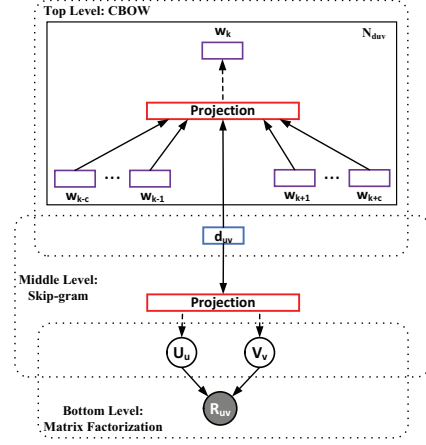 Top Level: CBOW
w_k
N_duv
Projection
... ...
w_k-c w_k-1 w_k+1 w_k+c
d_uv
Middle Level:
Skip-gram
Projection
U_u V_v
R_uv
Bottom Level:
Matrix Factorization